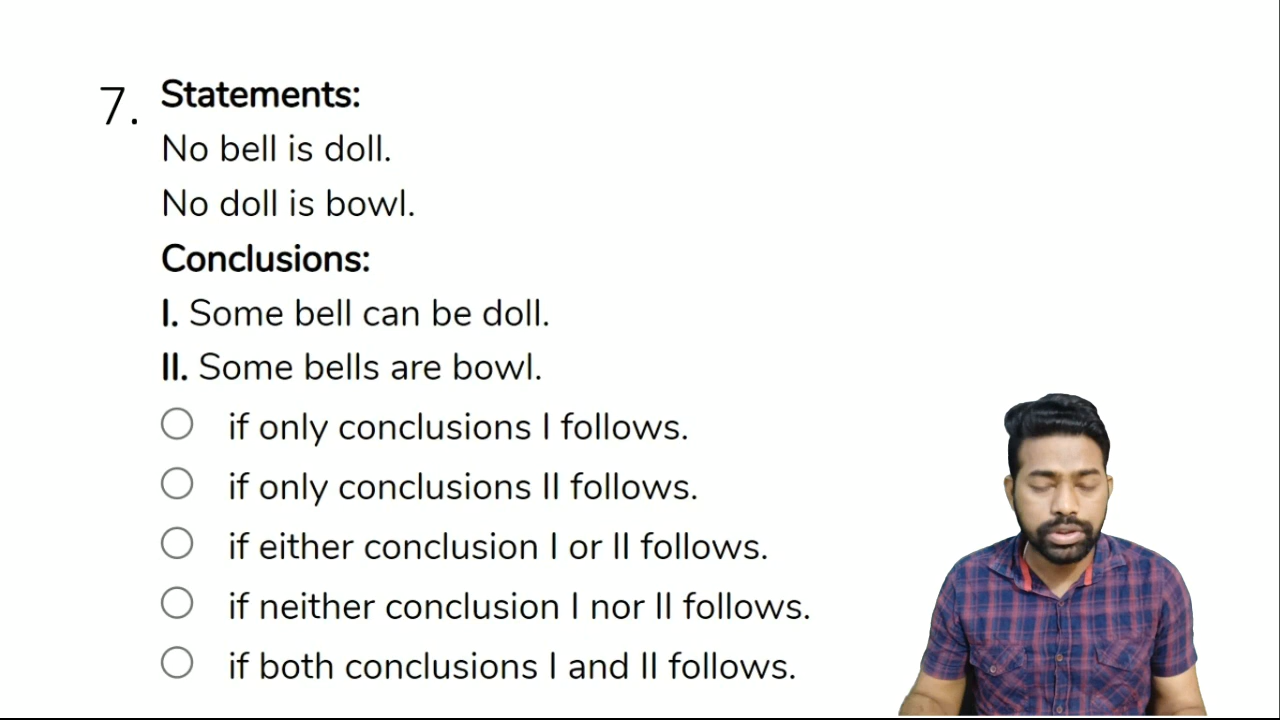 7. Statements:
No bell is doll.
No doll is bowl.
Conclusions:
I. Some bell can be doll.
II. Some bells are bowl.
if only conclusions I follows.
if only conclusions II follows.
if either conclusion I or II follows.
if neither conclusion I nor II follows.
if both conclusions I and II follows.